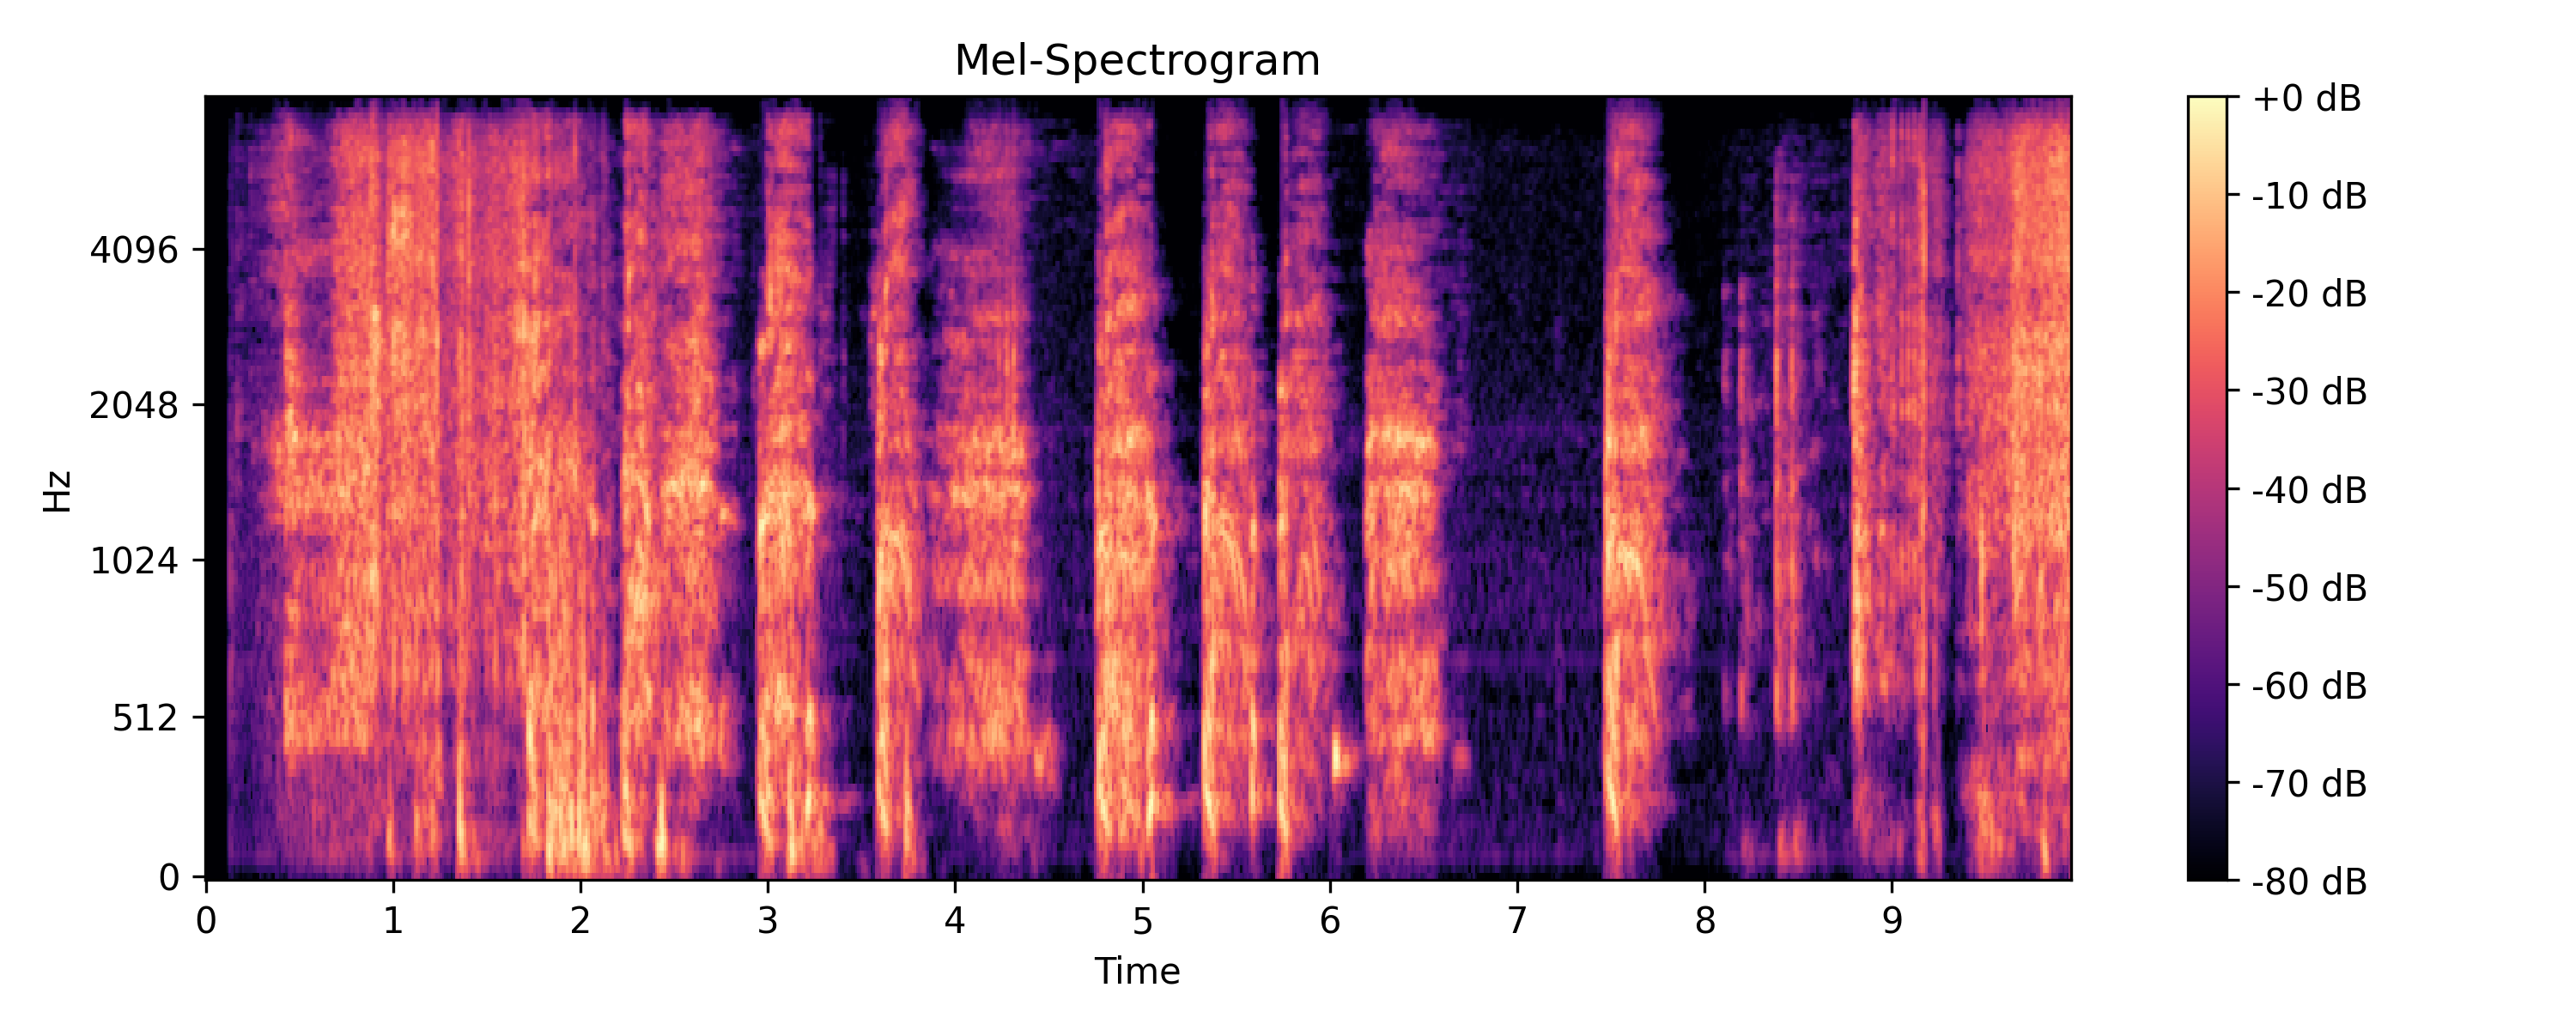 Mel-Spectrogram
+0 dB
-10 dB
-20 dB
-30 dB
-40 dB
-50 dB
-60 dB
-70 dB
-80 dB
4096
2048
1024
512
0
Hz
0 1 2 3 4 5 6 7 8 9
Time